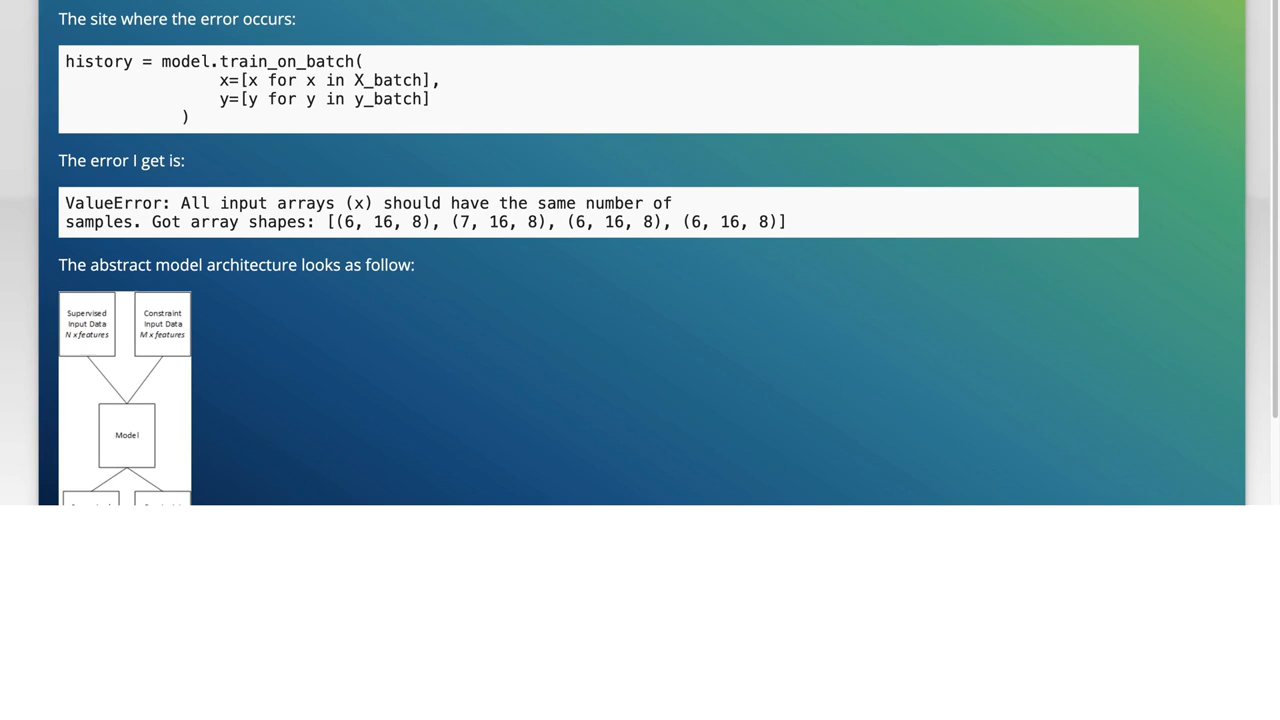 The site where the error occurs:
history = model.train_on_batch(
x=[x for x in X_batch],
y=[y for y in y_batch]
)
The error I get is:
ValueError: All input arrays (x) should have the same number of
samples. Got array shapes: [(6, 16, 8), (7, 16, 8), (6, 16, 8), (6, 16, 8)]
The abstract model architecture looks as follow:
Supervised
Input Data
N x features
Constraint
Input Data
M x features
Model